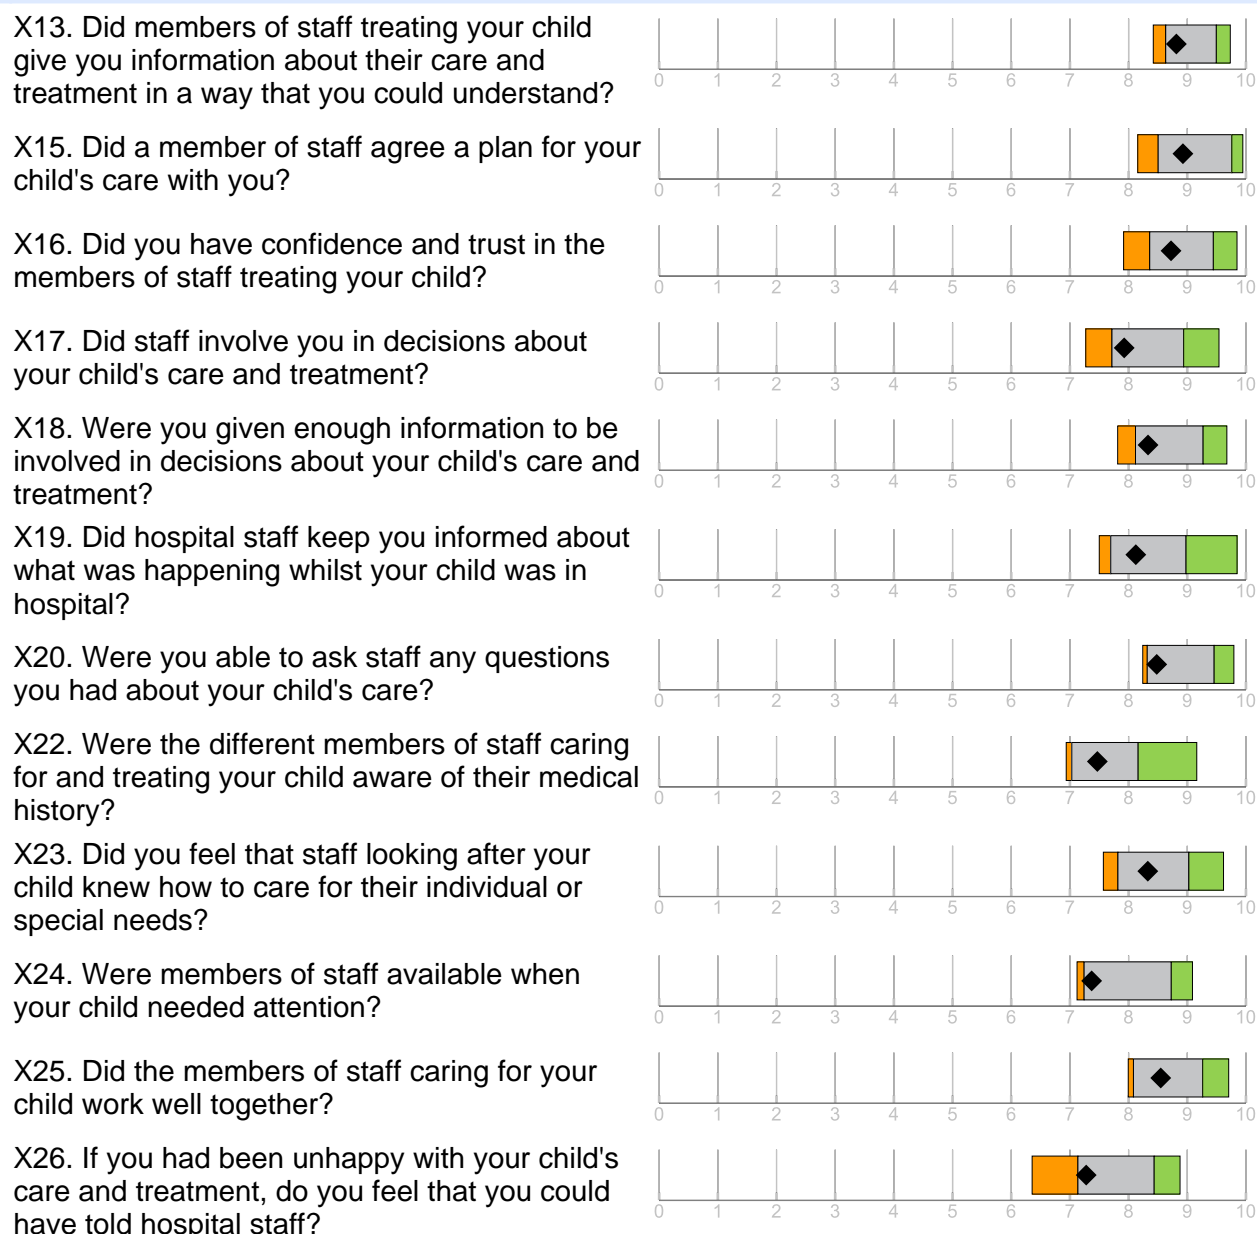 X13. Did members of staff treating your child
give you information about their care and
treatment in a way that you could understand?
0 1 2 3 4 5 6 7 8 9 10
X15. Did a member of staff agree a plan for your
child's care with you?
0 1 2 3 4 5 6 7 8 9 10
X16. Did you have confidence and trust in the
members of staff treating your child?
0 1 2 3 4 5 6 7 8 9 10
X17. Did staff involve you in decisions about
your child's care and treatment?
0 1 2 3 4 5 6 7 8 9 10
X18. Were you given enough information to be
involved in decisions about your child's care and
treatment?
0 1 2 3 4 5 6 7 8 9 10
X19. Did hospital staff keep you informed about
what was happening whilst your child was in
hospital?
0 1 2 3 4 5 6 7 8 9 10
X20. Were you able to ask staff any questions
you had about your child's care?
0 1 2 3 4 5 6 7 8 9 10
X22. Were the different members of staff caring
for and treating your child aware of their medical
history?
0 1 2 3 4 5 6 7 8 9 10
X23. Did you feel that staff looking after your
child knew how to care for their individual or
special needs?
0 1 2 3 4 5 6 7 8 9 10
X24. Were members of staff available when
your child needed attention?
0 1 2 3 4 5 6 7 8 9 10
X25. Did the members of staff caring for your
child work well together?
0 1 2 3 4 5 6 7 8 9 10
X26. If you had been unhappy with your child's
care and treatment, do you feel that you could
have told hospital staff?
0 1 2 3 4 5 6 7 8 9 10